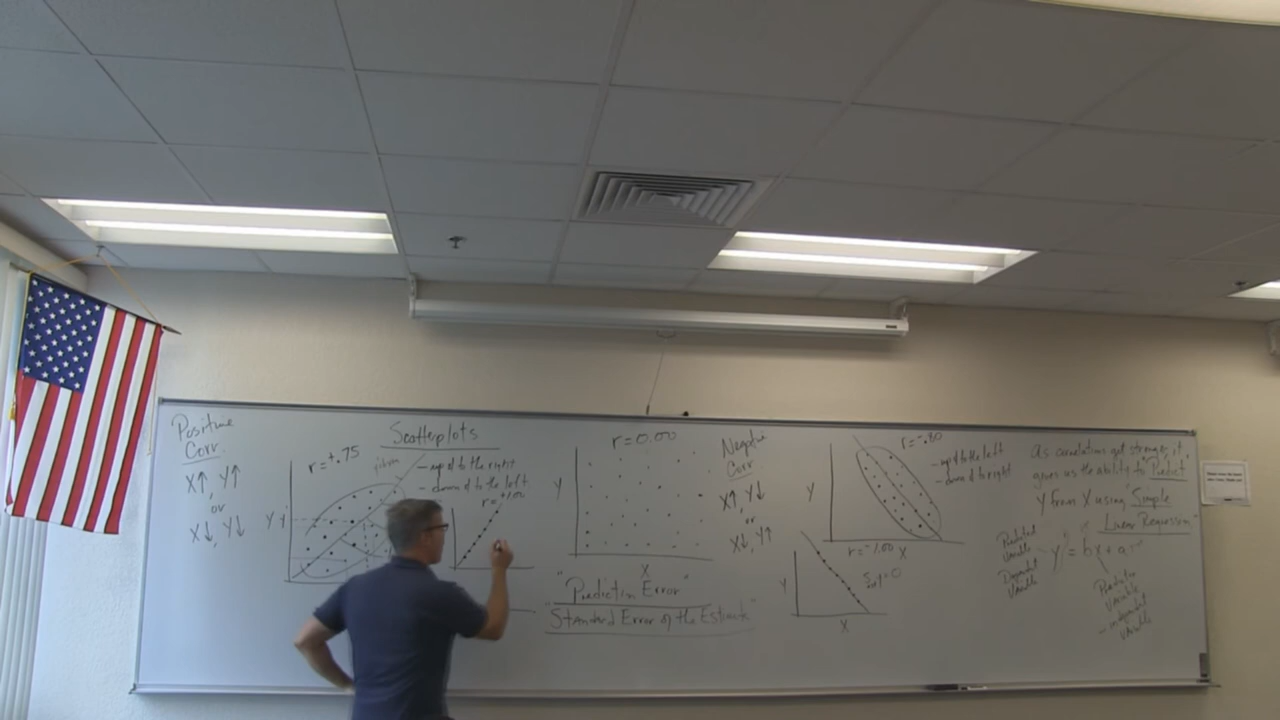 Positive
Corr.
X↑, Y↑
or
X↓, Y↓
Scatterplots
r=+.75
- up & to the right
- down & to the left
r=+1.00
Y Y'
r=0.00
Y
X
"Prediction Error"
"Standard Error of the Estimate"
Negative
Corr.
X↑ Y↓
or
X↓, Y↑
r=-.80
- up & to the left
- down & to right
Y
X
r=-1.00
Y
X
As correlations get stronger, it
gives us the ability to Predict
Y from X using "Simple
Linear Regression"
Y' = bX + a
Predicted
Variable
Dependent
Variable
Predictor
Variable
- independent
Variable